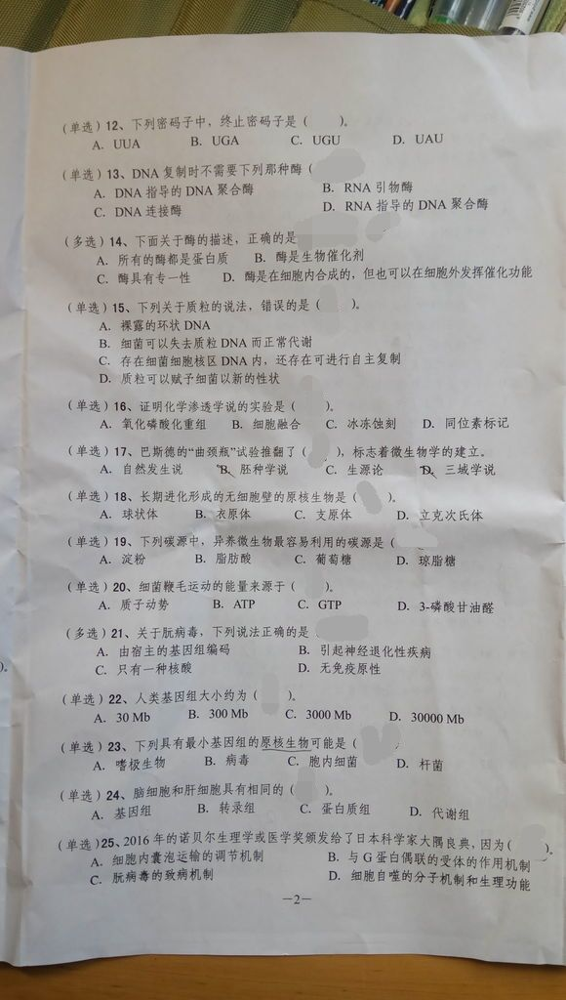 (单选) 12、下列密码子中，终止密码子是（　　）。
A. UUA　B. UGA　C. UGU　D. UAU
(单选) 13、DNA 复制时不需要下列那种酶（
A. DNA 指导的 DNA 聚合酶　B. RNA 引物酶
C. DNA 连接酶　D. RNA 指导的 DNA 聚合酶
(多选) 14、下面关于酶的描述，正确的是
A. 所有的酶都是蛋白质　B. 酶是生物催化剂
C. 酶具有专一性　D. 酶是在细胞内合成的，但也可以在细胞外发挥催化功能
(单选) 15、下列关于质粒的说法，错误的是（　　）。
A. 裸露的环状 DNA
B. 细菌可以失去质粒 DNA 而正常代谢
C. 存在细菌细胞核区 DNA 内，还存在可进行自主复制
D. 质粒可以赋予细菌以新的性状
(单选) 16、证明化学渗透学说的实验是（　　）。
A. 氧化磷酸化重组　B. 细胞融合　C. 冰冻蚀刻　D. 同位素标记
(单选) 17、巴斯德的“曲颈瓶”试验推翻了（　　），标志着微生物学的建立。
A. 自然发生说　B. 胚种学说　C. 生源论　D. 三域学说
(单选) 18、长期进化形成的无细胞壁的原核生物是（　　）。
A. 球状体　B. 衣原体　C. 支原体　D. 立克次氏体
(单选) 19、下列碳源中，异养微生物最容易利用的碳源是（
A. 淀粉　B. 脂肪酸　C. 葡萄糖　D. 琼脂糖
(单选) 20、细菌鞭毛运动的能量来源于（　　）。
A. 质子动势　B. ATP　C. GTP　D. 3-磷酸甘油醛
(多选) 21、关于朊病毒，下列说法正确的是
A. 由宿主的基因组编码　B. 引起神经退化性疾病
C. 只有一种核酸　D. 无免疫原性
(单选) 22、人类基因组大小约为（　　）。
A. 30 Mb　B. 300 Mb　C. 3000 Mb　D. 30000 Mb
(单选) 23、下列具有最小基因组的原核生物可能是（
A. 嗜极生物　B. 病毒　C. 胞内细菌　D. 杆菌
(单选) 24、脑细胞和肝细胞具有相同的（　　）。
A. 基因组　B. 转录组　C. 蛋白质组　D. 代谢组
(单选) 25、2016 年的诺贝尔生理学或医学奖颁发给了日本科学家大隅良典，因为（　　）。
A. 细胞内囊泡运输的调节机制　B. 与 G 蛋白偶联的受体的作用机制
C. 朊病毒的致病机制　D. 细胞自噬的分子机制和生理功能
—2—
)。